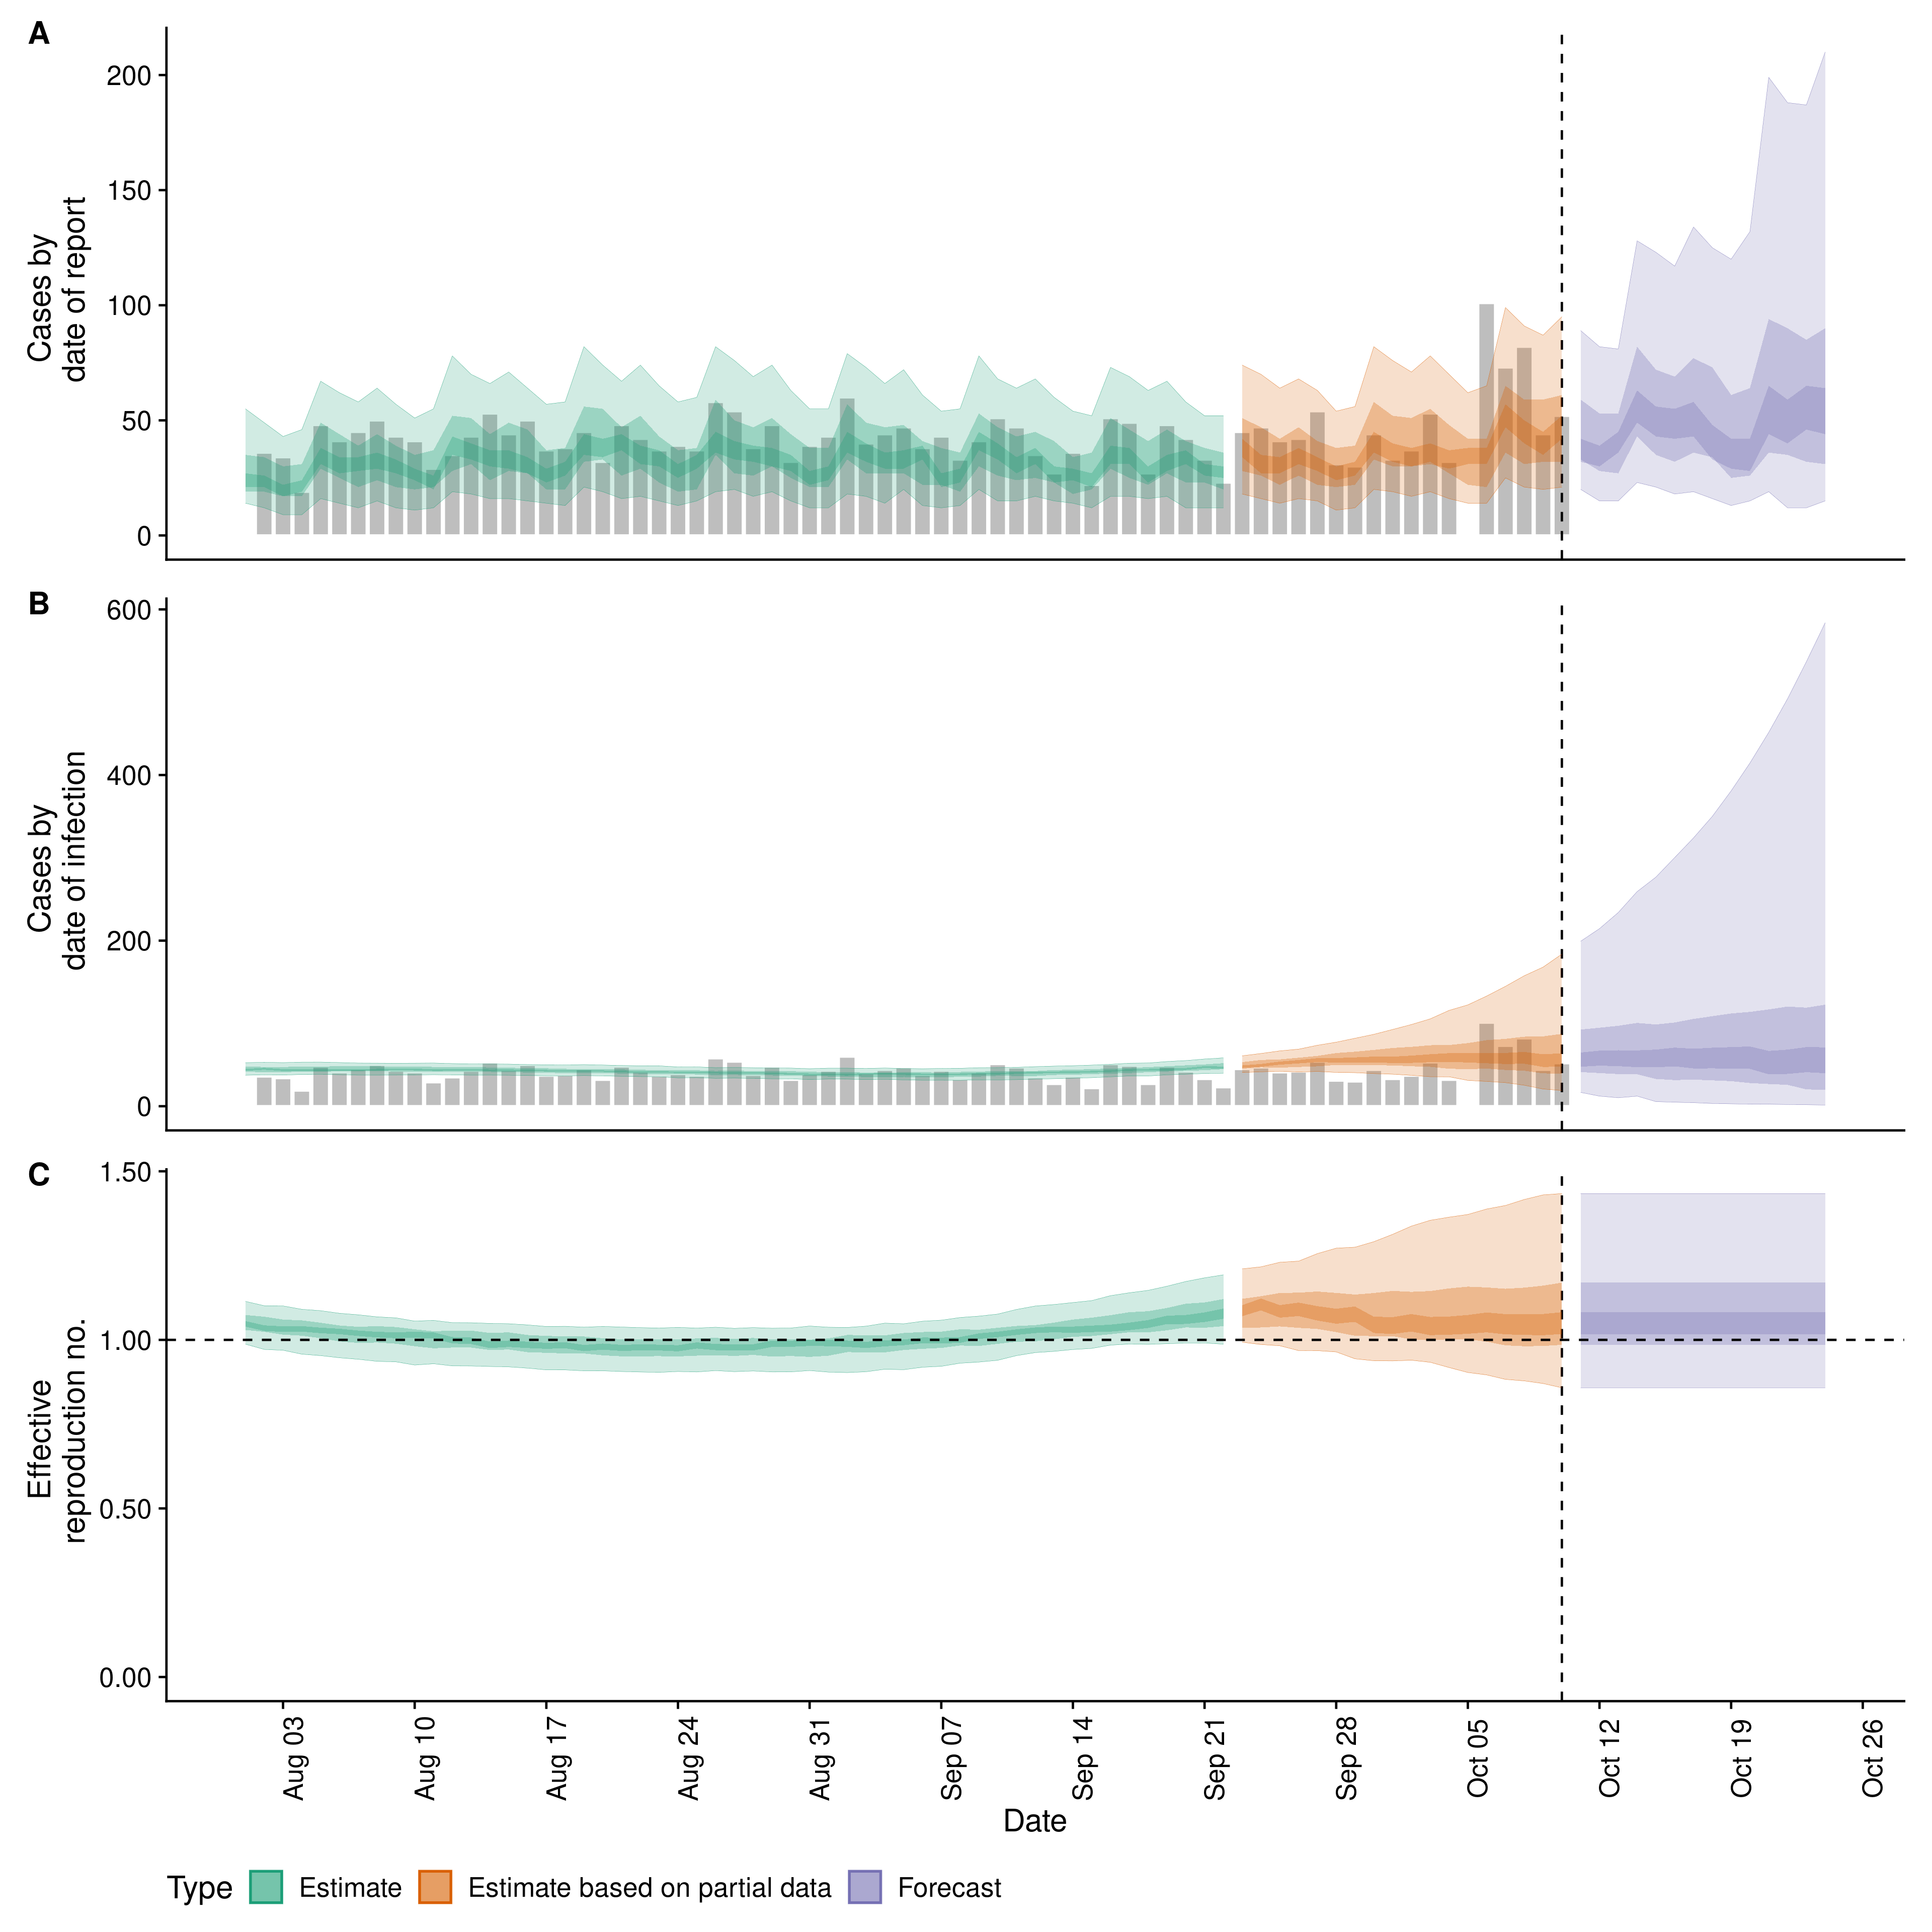 A
Cases by
date of report
200
150
100
50
0
B
Cases by
date of infection
600
400
200
0
C
Effective
reproduction no.
1.50
1.00
0.50
0.00
Aug 03
Aug 10
Aug 17
Aug 24
Aug 31
Sep 07
Sep 14
Sep 21
Sep 28
Oct 05
Oct 12
Oct 19
Oct 26
Date
Type Estimate Estimate based on partial data Forecast